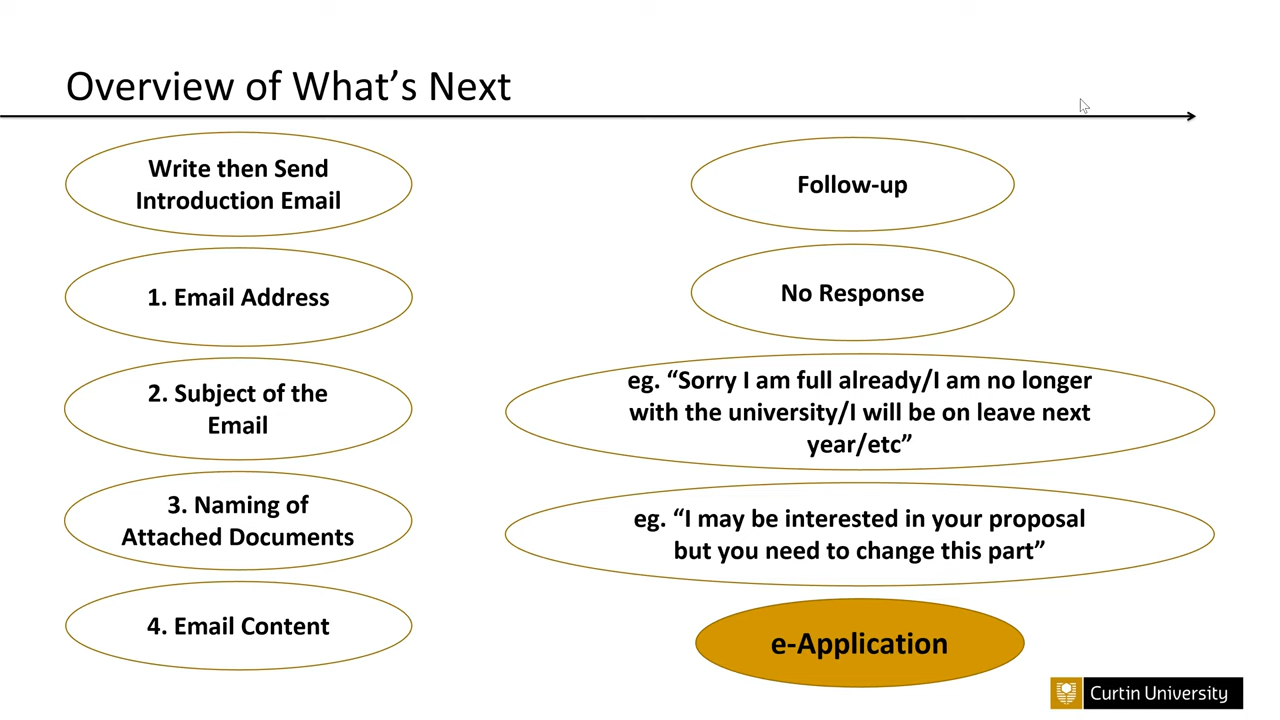 Overview of What’s Next
Write then Send
Introduction Email
1. Email Address
2. Subject of the
Email
3. Naming of
Attached Documents
4. Email Content
Follow-up
No Response
eg. “Sorry I am full already/I am no longer
with the university/I will be on leave next
year/etc”
eg. “I may be interested in your proposal
but you need to change this part”
e-Application
Curtin University